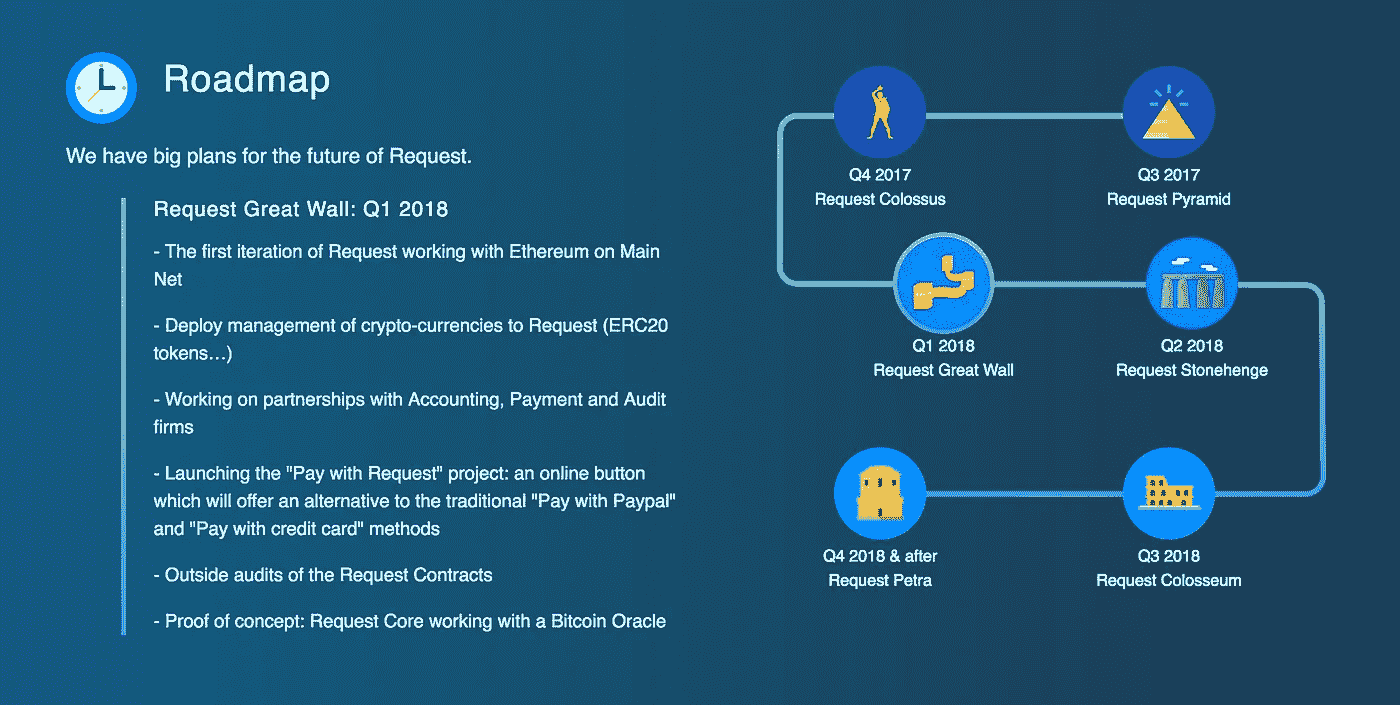 Roadmap
We have big plans for the future of Request.
Request Great Wall: Q1 2018
- The first iteration of Request working with Ethereum on Main
Net
- Deploy management of crypto-currencies to Request (ERC20
tokens...)
- Working on partnerships with Accounting, Payment and Audit
firms
- Launching the "Pay with Request" project: an online button
which will offer an alternative to the traditional "Pay with Paypal"
and "Pay with credit card" methods
- Outside audits of the Request Contracts
- Proof of concept: Request Core working with a Bitcoin Oracle
Q4 2017
Request Colossus
Q3 2017
Request Pyramid
Q1 2018
Request Great Wall
Q2 2018
Request Stonehenge
Q4 2018 & after
Request Petra
Q3 2018
Request Colosseum